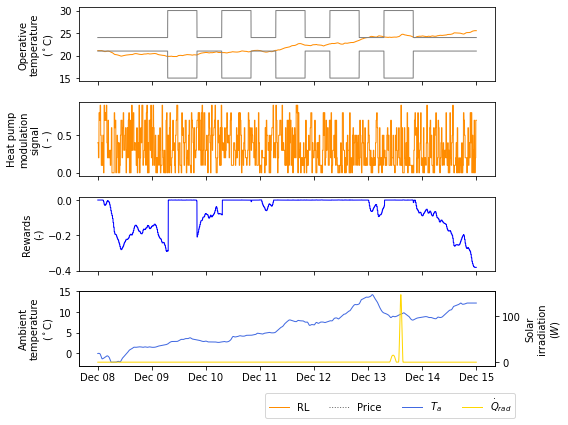 Operative
temperature
(°C)
30
25
20
15
Heat pump
modulation
signal
( - )
0.5
0.0
Rewards
(-)
0.0
−0.2
−0.4
Ambient
temperature
(°C)
15
10
5
0
100
0
Solar
irradiation
(W)
Dec 08 Dec 09 Dec 10 Dec 11 Dec 12 Dec 13 Dec 14 Dec 15
RL Price T_a Q̇_rad